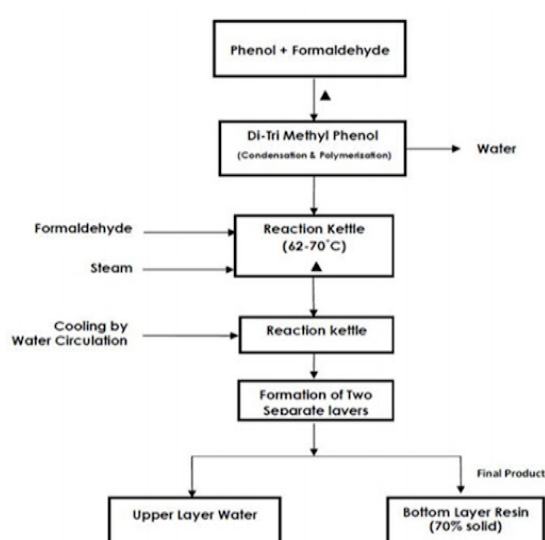 Phenol + Formaldehyde
▲
Di-Tri Methyl Phenol
(Condensation & Polymerisation)
Water
Formaldehyde
Steam
Reaction Kettle
(62-70°C)
▲
Cooling by
Water Circulation
Reaction kettle
Formation of Two
Separate layers
Final Product
Upper Layer Water
Bottom Layer Resin
(70% solid)